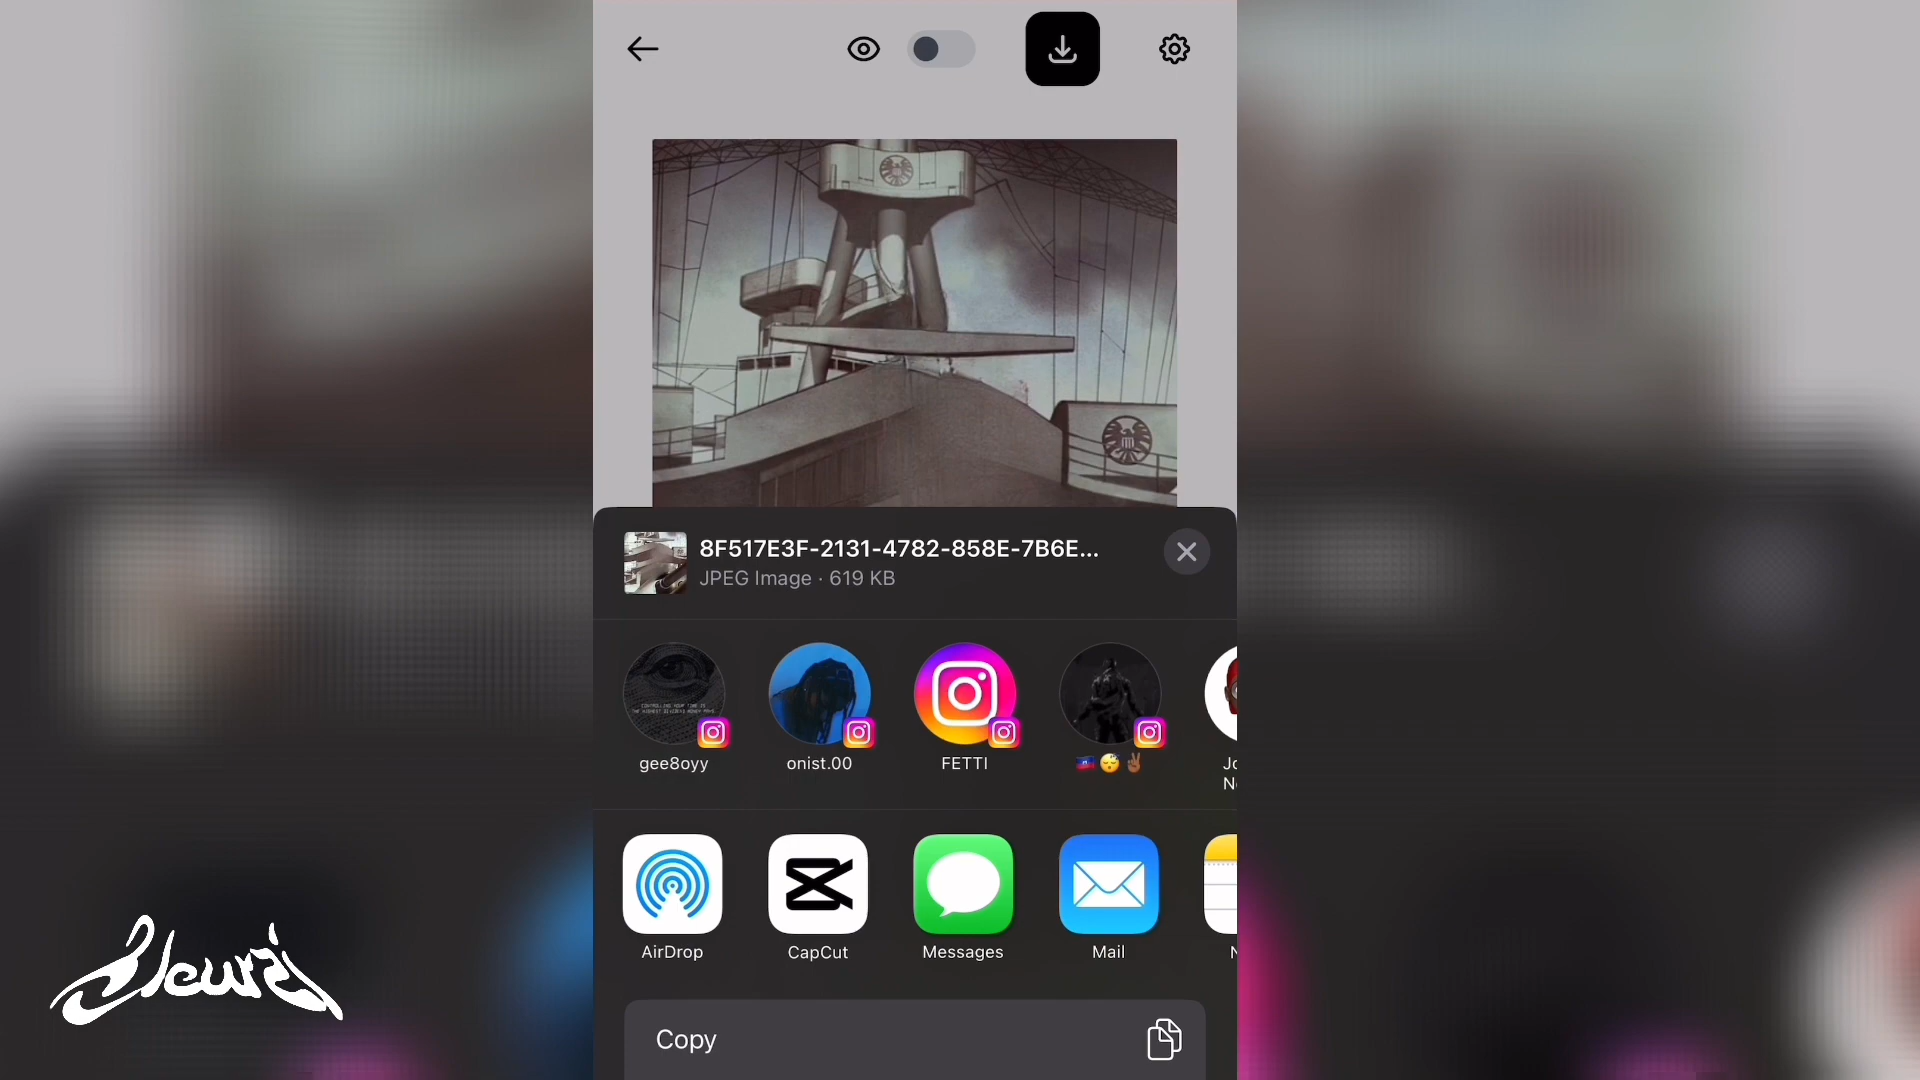 8F517E3F-2131-4782-858E-7B6E...
JPEG Image · 619 KB
gee8oyy
onist.00
FETTI
🇭🇹 😴 ✌🏾
AirDrop
CapCut
Messages
Mail
Copy